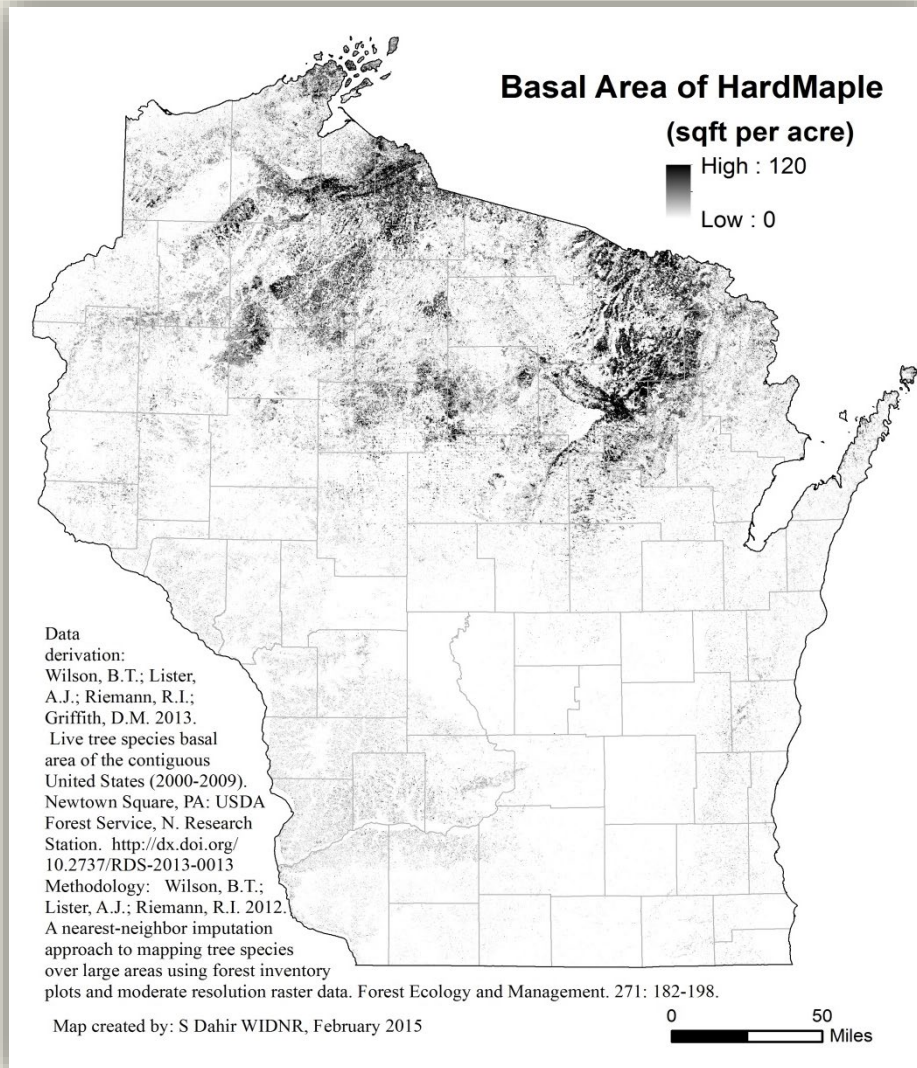 Basal Area of HardMaple
(sqft per acre)
High : 120
Low : 0
Data
derivation:
Wilson, B.T.; Lister,
A.J.; Riemann, R.I.;
Griffith, D.M. 2013.
Live tree species basal
area of the contiguous
United States (2000-2009).
Newtown Square, PA: USDA
Forest Service, N. Research
Station. http://dx.doi.org/
10.2737/RDS-2013-0013
Methodology: Wilson, B.T.;
Lister, A.J.; Riemann, R.I. 2012.
A nearest-neighbor imputation
approach to mapping tree species
over large areas using forest inventory
plots and moderate resolution raster data. Forest Ecology and Management. 271: 182-198.
Map created by: S Dahir WIDNR, February 2015
0 50
Miles